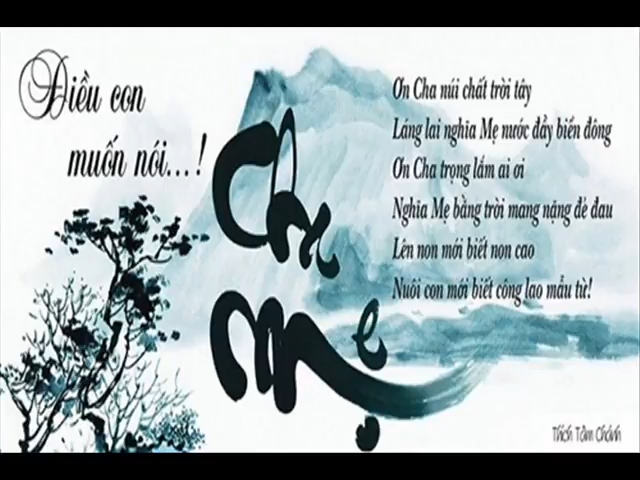 Điều con
muốn nói...!
Cha
Mẹ
Ơn Cha núi chất trời tây
Láng lai nghĩa Mẹ nước đầy biển đông
Ơn Cha trọng lắm ai ơi
Nghĩa Mẹ bằng trời mang nặng đẻ đau
Lên non mới biết non cao
Nuôi con mới biết công lao mẫu từ!
Thích Tâm Chánh